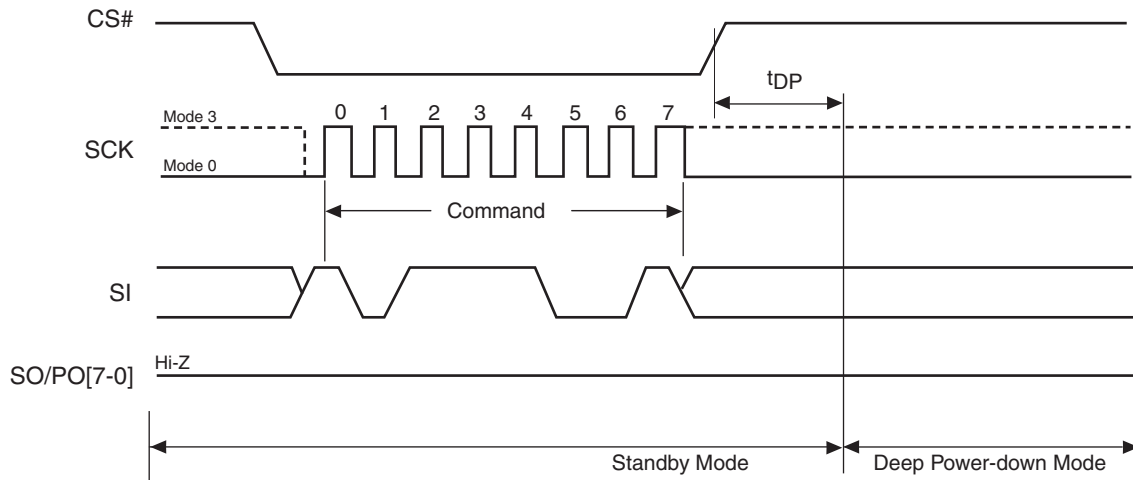 CS#
tDP
Mode 3
0 1 2 3 4 5 6 7
SCK
Mode 0
Command
SI
Hi-Z
SO/PO[7-0]
Standby Mode
Deep Power-down Mode